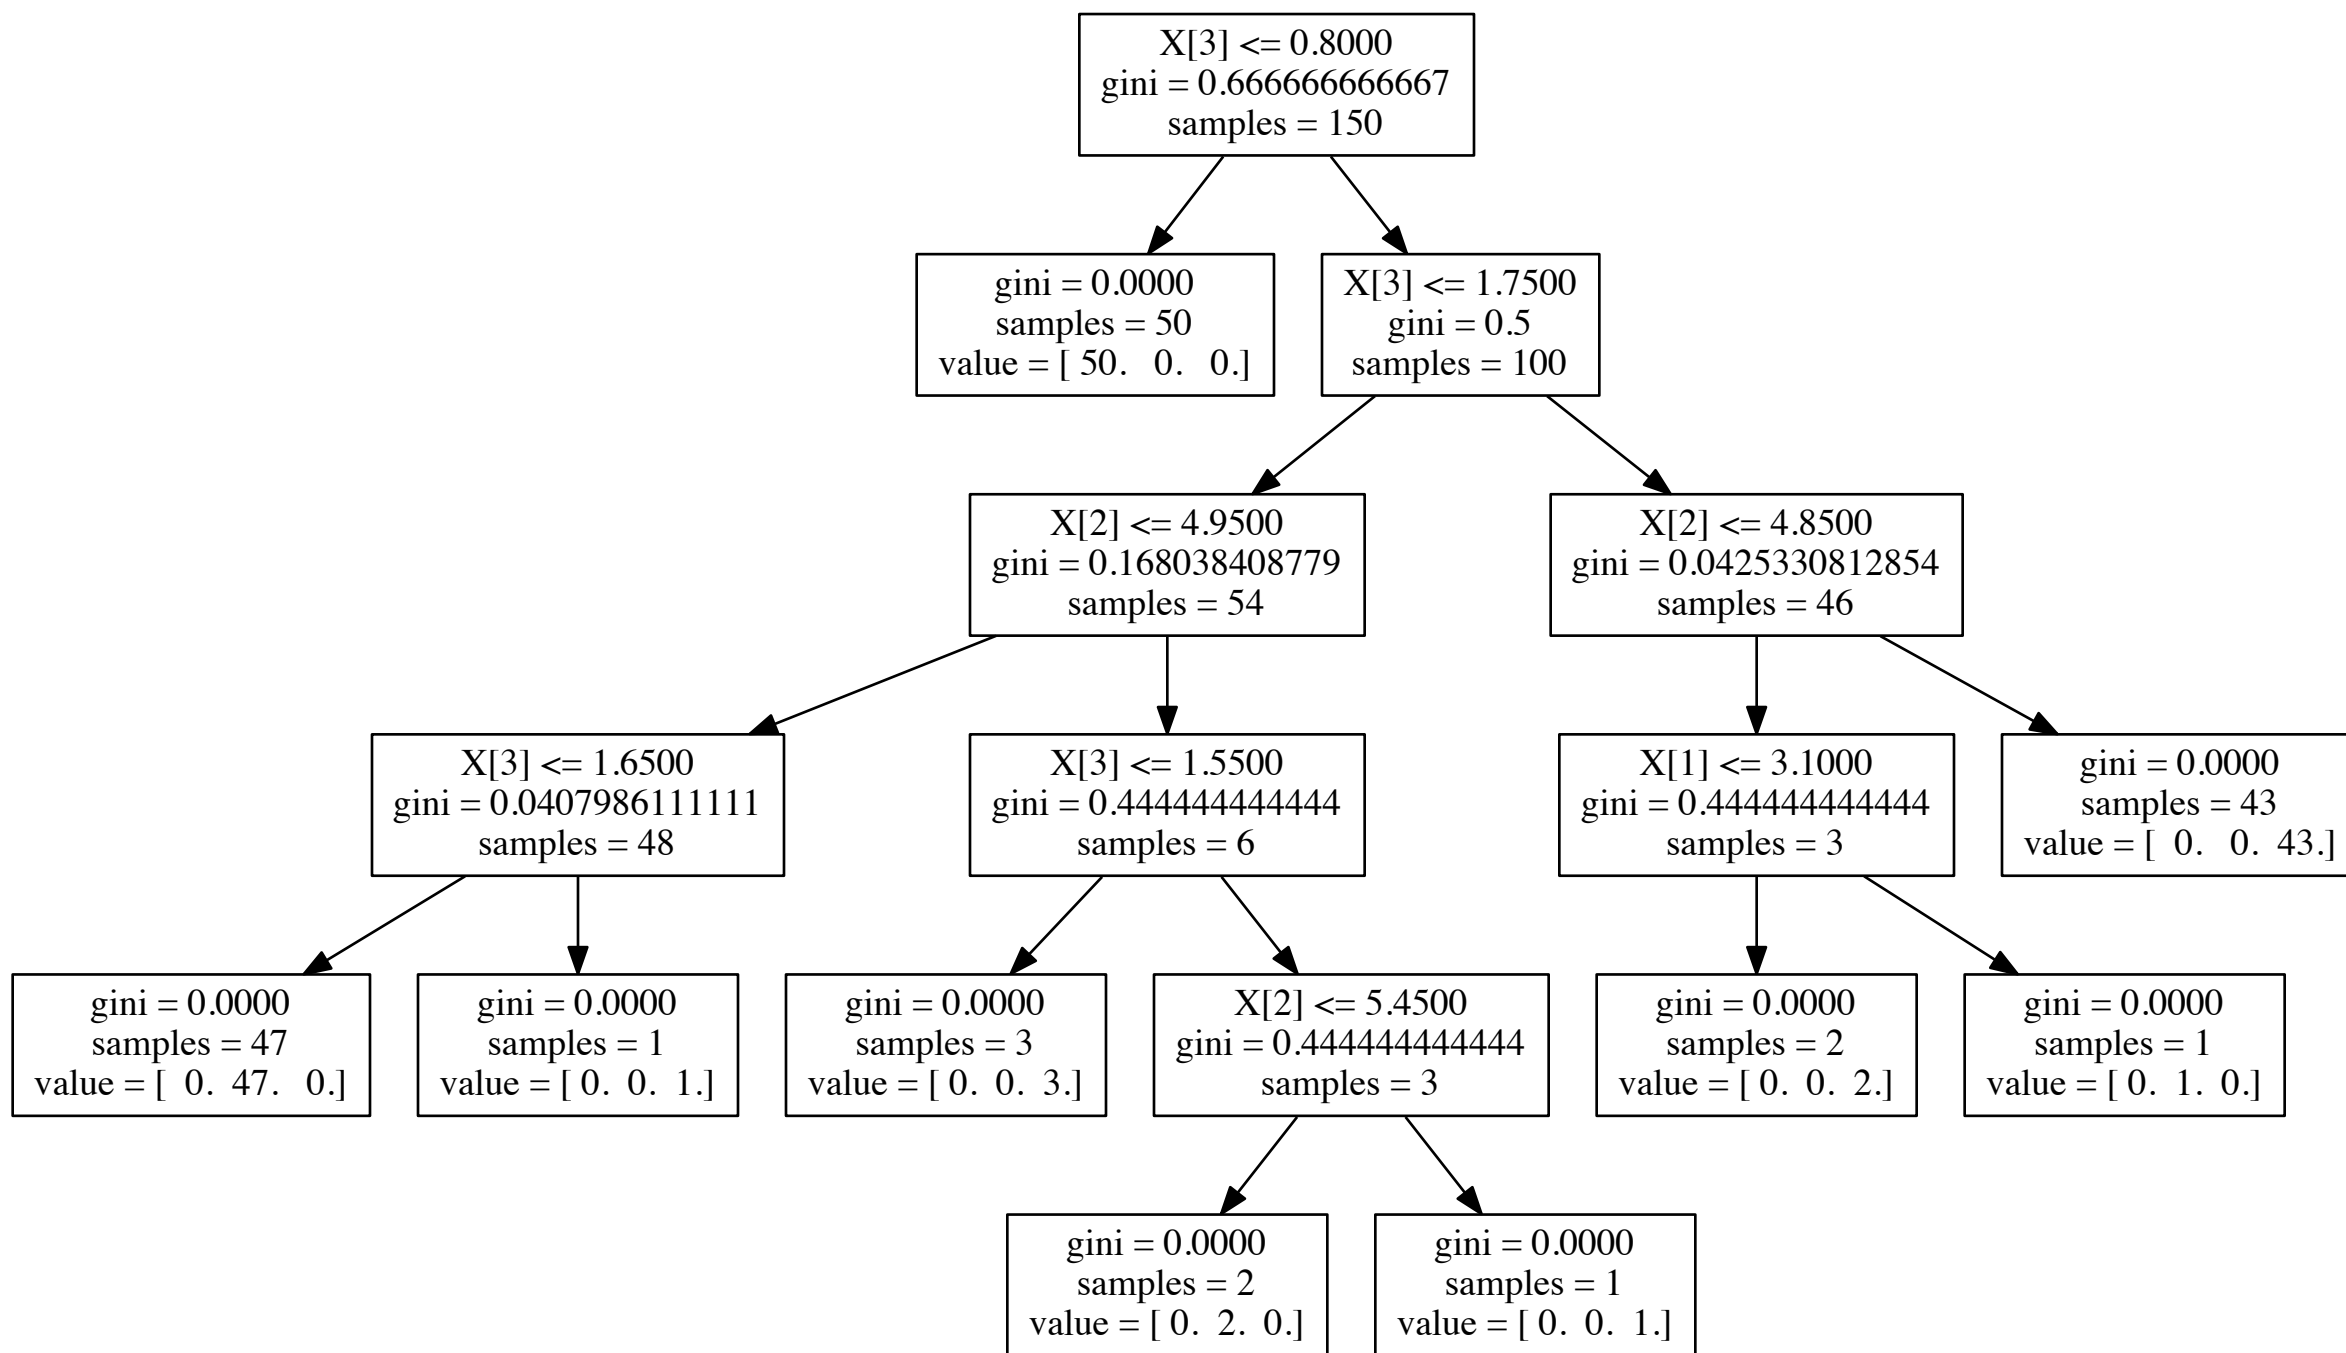 X[3] <= 0.8000
gini = 0.666666666667
samples = 150
gini = 0.0000
samples = 50
value = [ 50.   0.   0.]
X[3] <= 1.7500
gini = 0.5
samples = 100
X[2] <= 4.9500
gini = 0.168038408779
samples = 54
X[2] <= 4.8500
gini = 0.0425330812854
samples = 46
X[3] <= 1.6500
gini = 0.0407986111111
samples = 48
X[3] <= 1.5500
gini = 0.444444444444
samples = 6
X[1] <= 3.1000
gini = 0.444444444444
samples = 3
gini = 0.0000
samples = 43
value = [  0.   0.  43.]
gini = 0.0000
samples = 47
value = [  0.  47.   0.]
gini = 0.0000
samples = 1
value = [ 0.  0.  1.]
gini = 0.0000
samples = 3
value = [ 0.  0.  3.]
X[2] <= 5.4500
gini = 0.444444444444
samples = 3
gini = 0.0000
samples = 2
value = [ 0.  0.  2.]
gini = 0.0000
samples = 1
value = [ 0.  1.  0.]
gini = 0.0000
samples = 2
value = [ 0.  2.  0.]
gini = 0.0000
samples = 1
value = [ 0.  0.  1.]